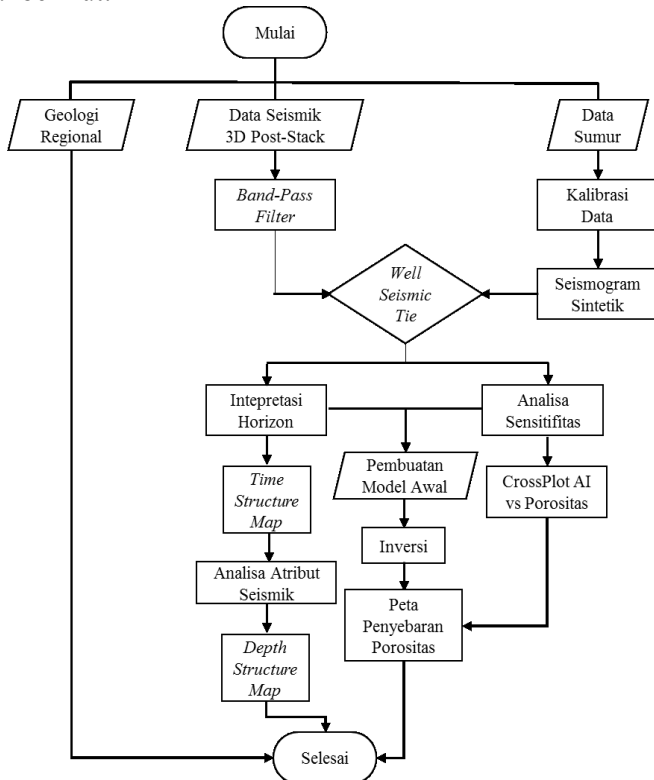 Mulai
Geologi
Regional
Data Seismik
3D Post-Stack
Data
Sumur
Band-Pass
Filter
Kalibrasi
Data
Well
Seismic
Tie
Seismogram
Sintetik
Intepretasi
Horizon
Analisa
Sensitifitas
Time
Structure
Map
Pembuatan
Model Awal
CrossPlot AI
vs Porositas
Inversi
Analisa Atribut
Seismik
Peta
Penyebaran
Porositas
Depth
Structure
Map
Selesai